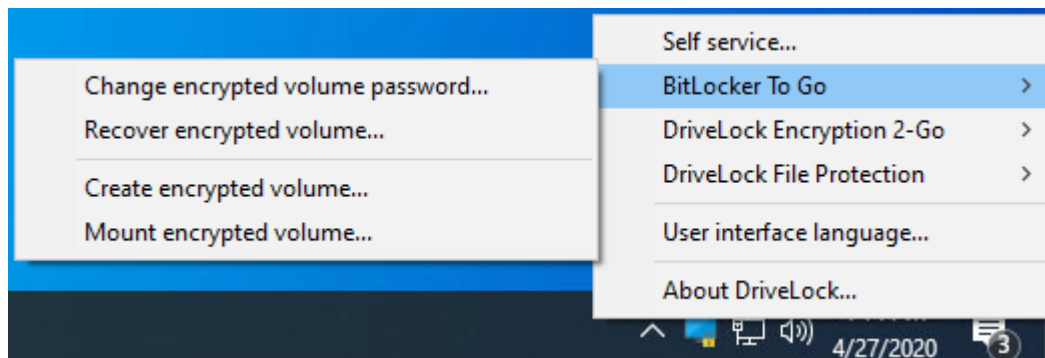 Self service...
BitLocker To Go
DriveLock Encryption 2-Go
DriveLock File Protection
User interface language...
About DriveLock...
Change encrypted volume password...
Recover encrypted volume...
Create encrypted volume...
Mount encrypted volume...
4/27/2020
3